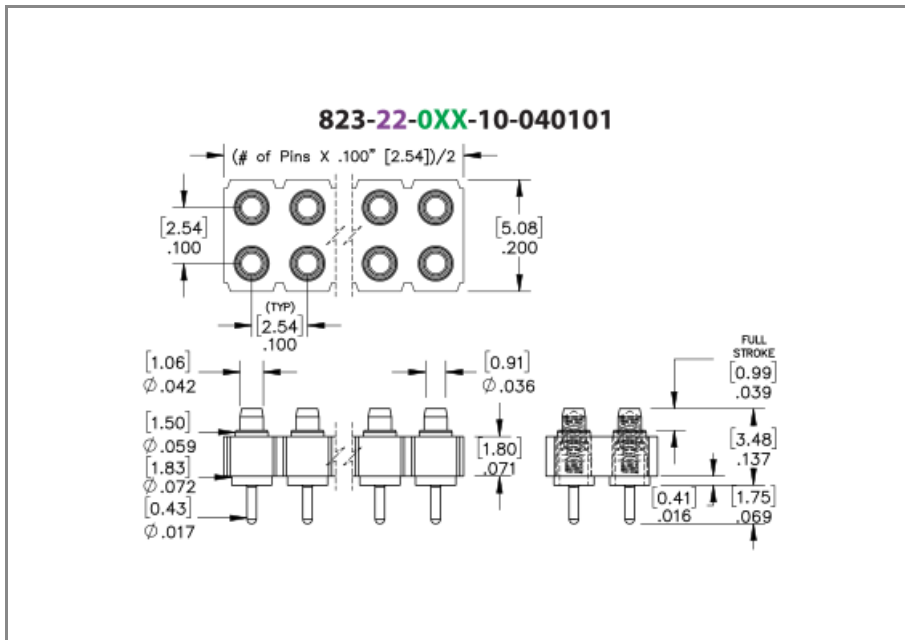 823-22-0XX-10-040101
(# of Pins X .100" [2.54])/2
[2.54]
.100
[5.08]
.200
(TYP)
[2.54]
.100
[1.06]
Ø.042
[0.91]
Ø.036
FULL
STROKE
[0.99]
.039
[1.50]
Ø.059
[1.80]
.071
[3.48]
.137
[1.83]
Ø.072
[0.41]
.016
[1.75]
.069
[0.43]
Ø.017